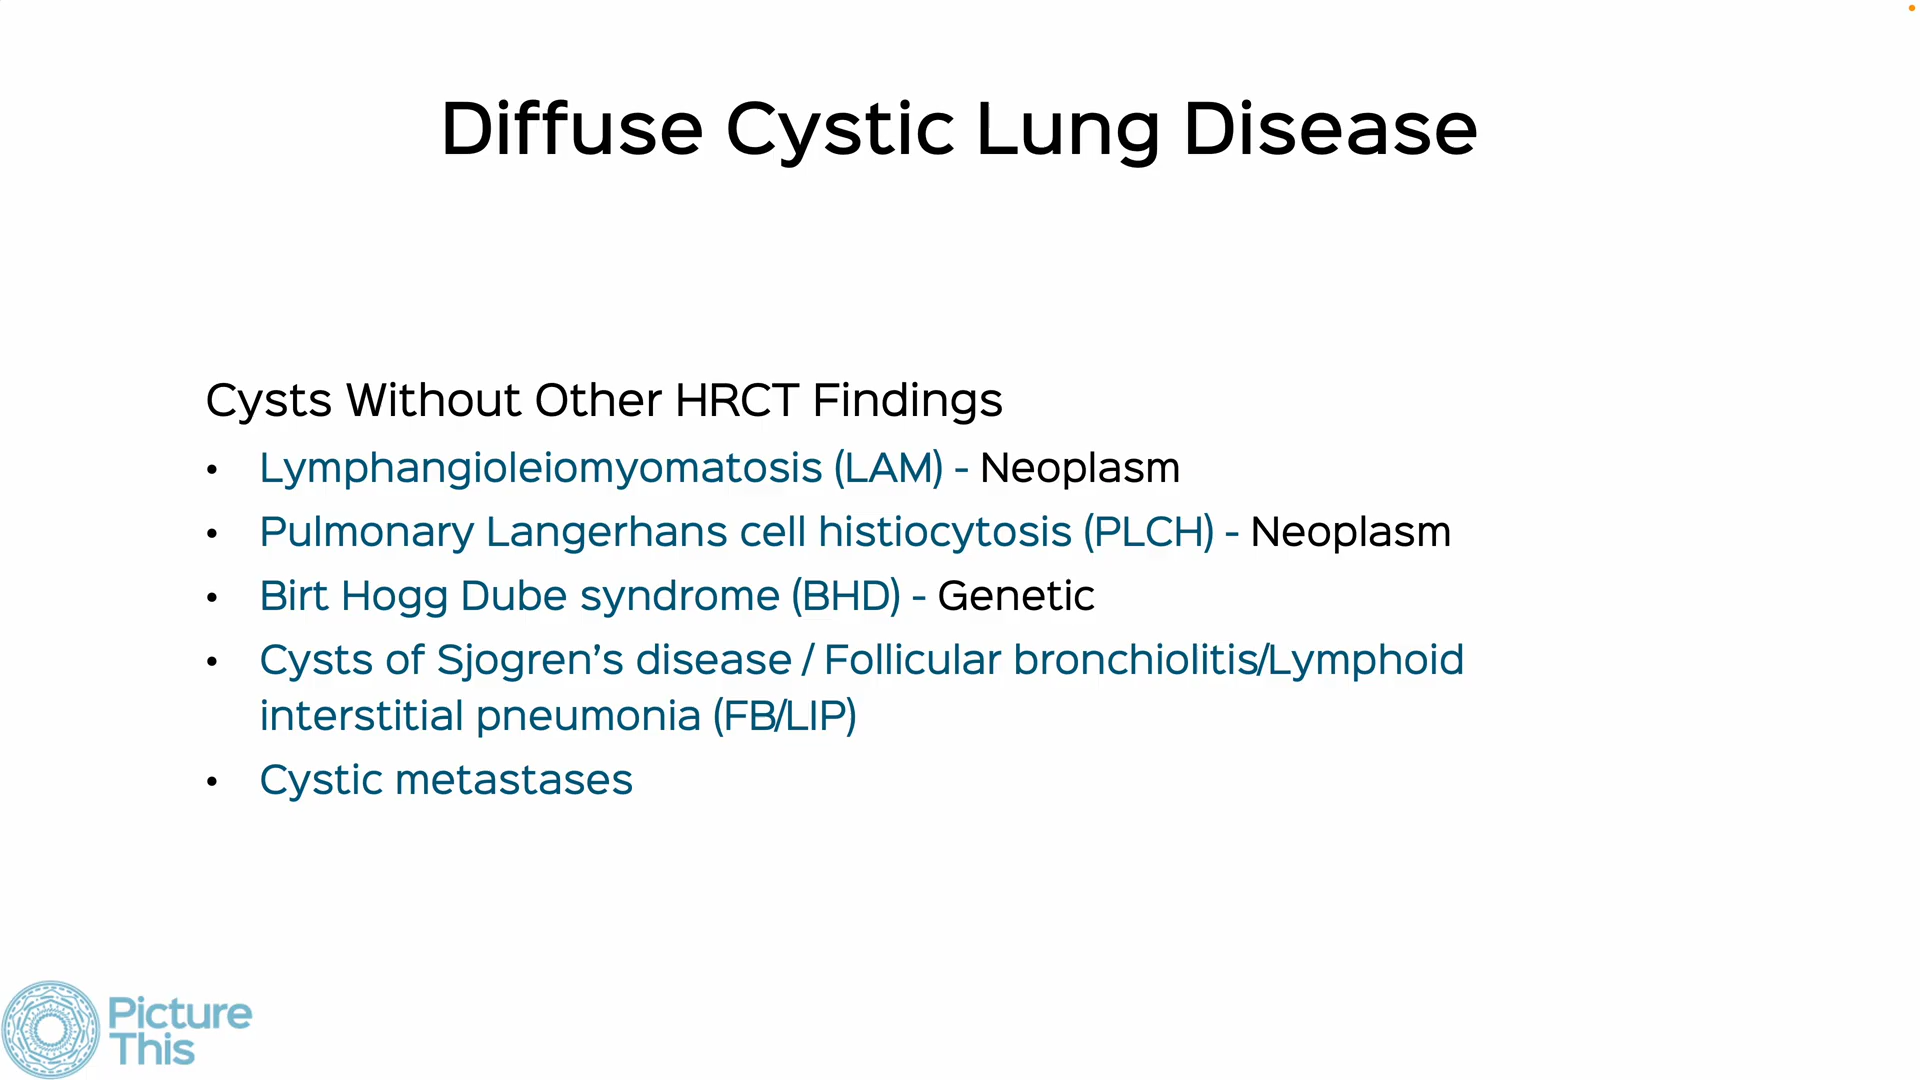 Diffuse Cystic Lung Disease
Cysts Without Other HRCT Findings
• Lymphangioleiomyomatosis (LAM) - Neoplasm
• Pulmonary Langerhans cell histiocytosis (PLCH) - Neoplasm
• Birt Hogg Dube syndrome (BHD) - Genetic
• Cysts of Sjogren’s disease / Follicular bronchiolitis/Lymphoid
interstitial pneumonia (FB/LIP)
• Cystic metastases
Picture
This